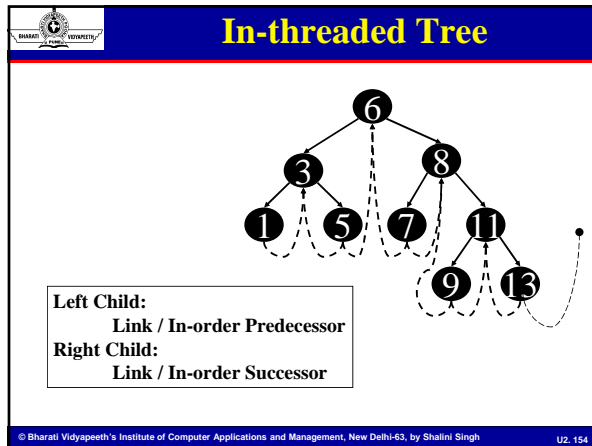 BHARATI VIDYAPEETH
PUNE
In-threaded Tree
6
3
8
1
5
7
11
9
13
Left Child:
Link / In-order Predecessor
Right Child:
Link / In-order Successor
© Bharati Vidyapeeth's Institute of Computer Applications and Management, New Delhi-63, by Shalini Singh
U2. 154